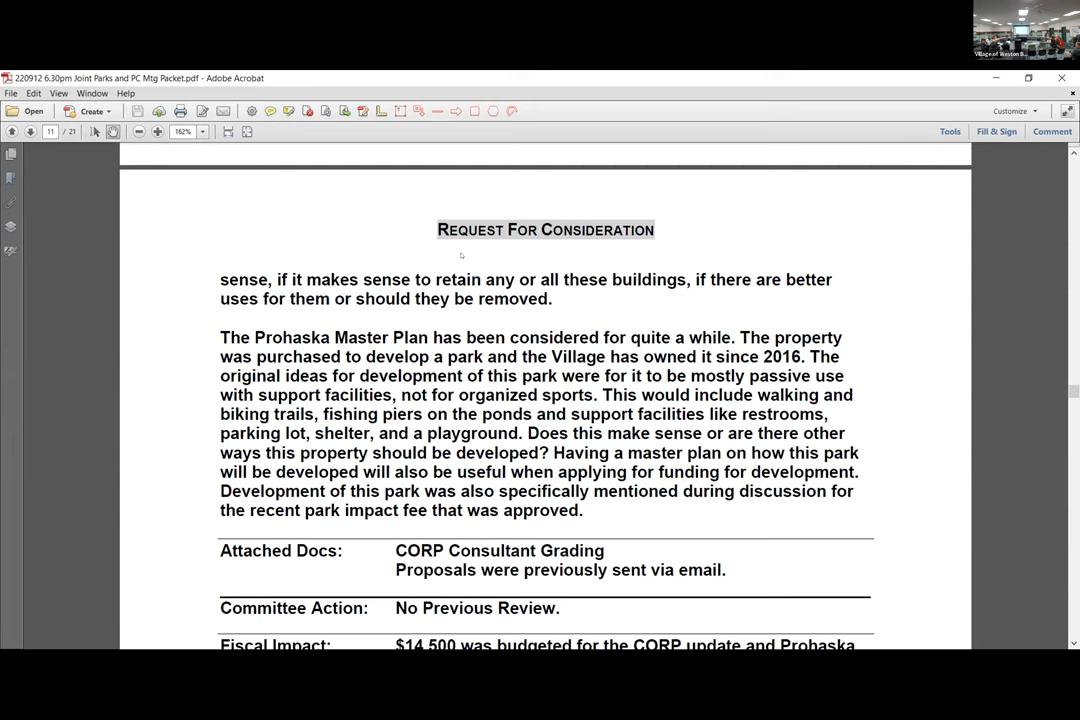 Village of Weston B...
220912 6.30pm Joint Parks and PC Mtg Packet.pdf - Adobe Acrobat
File Edit View Window Help
Open Create Customize
11 / 21 162% Tools Fill & Sign Comment
REQUEST FOR CONSIDERATION
sense, if it makes sense to retain any or all these buildings, if there are better
uses for them or should they be removed.
The Prohaska Master Plan has been considered for quite a while. The property
was purchased to develop a park and the Village has owned it since 2016. The
original ideas for development of this park were for it to be mostly passive use
with support facilities, not for organized sports. This would include walking and
biking trails, fishing piers on the ponds and support facilities like restrooms,
parking lot, shelter, and a playground. Does this make sense or are there other
ways this property should be developed? Having a master plan on how this park
will be developed will also be useful when applying for funding for development.
Development of this park was also specifically mentioned during discussion for
the recent park impact fee that was approved.
Attached Docs: CORP Consultant Grading
Proposals were previously sent via email.
Committee Action: No Previous Review.
Fiscal Impact: $14,500 was budgeted for the CORP update and Prohaska